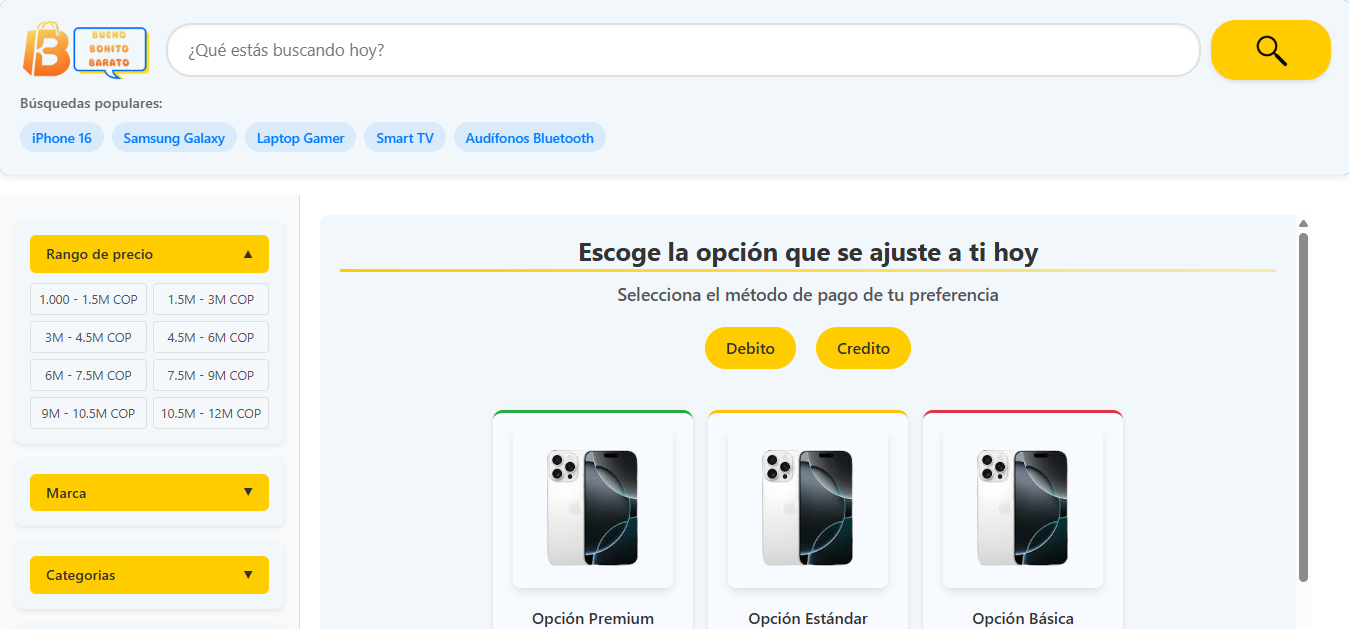 BUENO
BONITO
BARATO
¿Qué estás buscando hoy?
Búsquedas populares:
iPhone 16
Samsung Galaxy
Laptop Gamer
Smart TV
Audífonos Bluetooth
Rango de precio ▲
1.000 - 1.5M COP
1.5M - 3M COP
3M - 4.5M COP
4.5M - 6M COP
6M - 7.5M COP
7.5M - 9M COP
9M - 10.5M COP
10.5M - 12M COP
Marca ▼
Categorias ▼
Escoge la opción que se ajuste a ti hoy
Selecciona el método de pago de tu preferencia
Debito
Credito
Opción Premium
Opción Estándar
Opción Básica